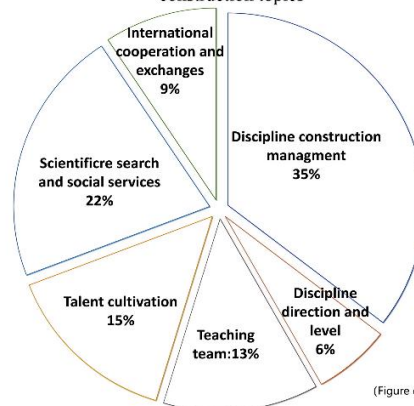 International
cooperation and
exchanges
9%
Discipline construction
managment
35%
Scientificre search
and social services
22%
Discipline
direction and
level
6%
Talent cultivation
15%
Teaching
team:13%
(Figure